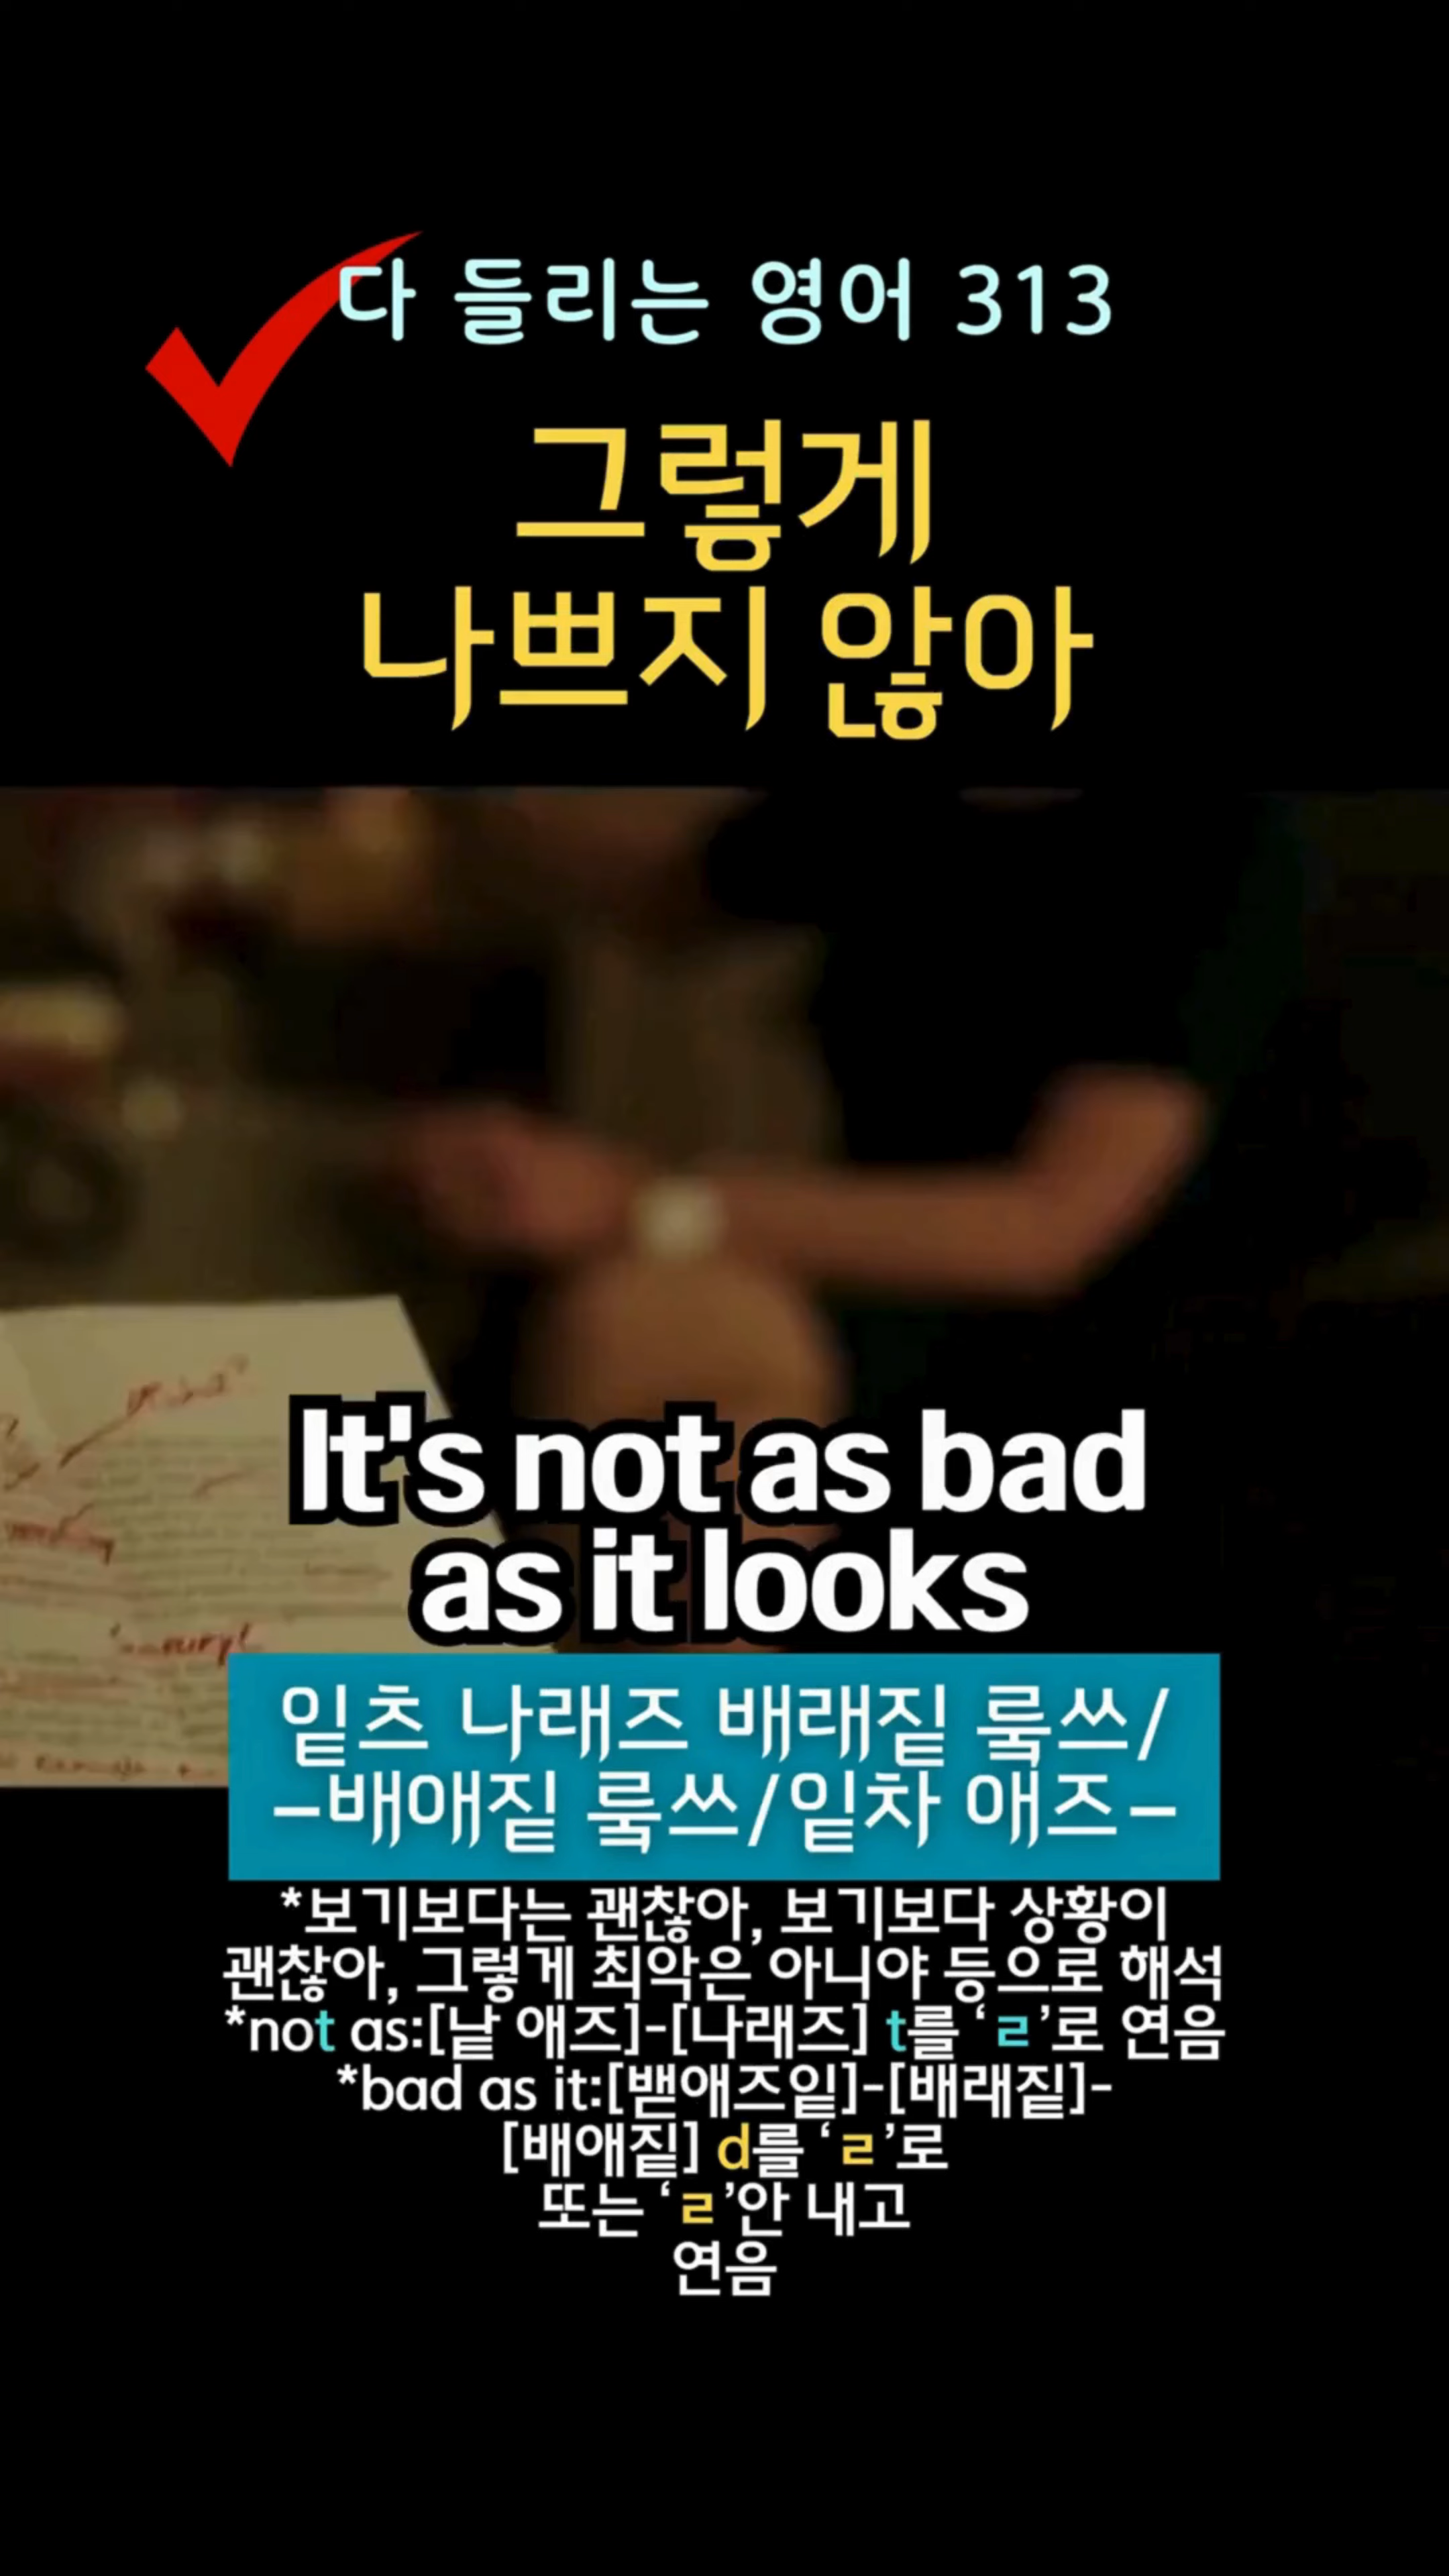 다 들리는 영어 313
그렇게
나쁘지 않아
It's not as bad
as it looks
잍츠 나래즈 배래짙 룩쓰/
-배애짙 룩쓰/잍차 애즈-
*보기보다는 괜찮아, 보기보다 상황이
괜찮아, 그렇게 최악은 아니야 등으로 해석
*not as:[낱 애즈]-[나래즈] t를 ‘ㄹ’로 연음
*bad as it:[밷애즈잍]-[배래짙]-
[배애짙] d를 ‘ㄹ’로
또는 ‘ㄹ’안 내고
연음